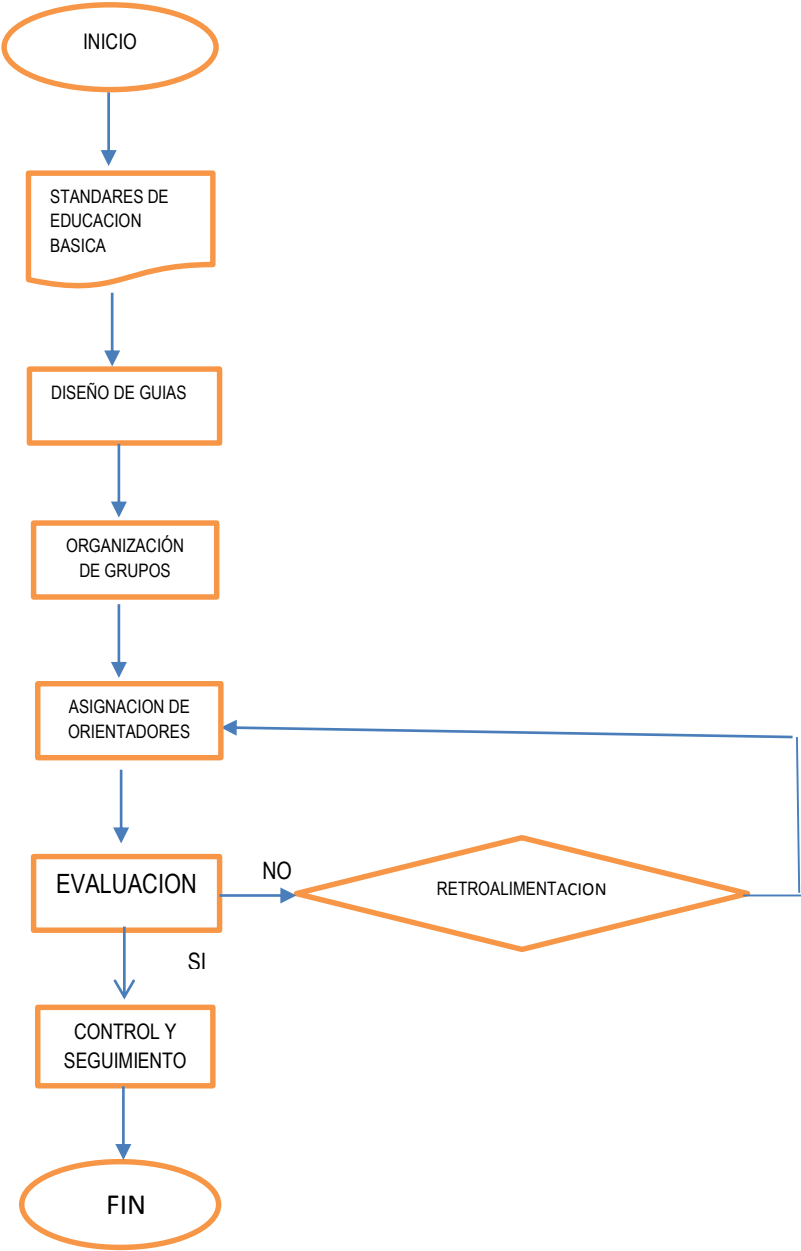 INICIO
STANDARES DE
EDUCACION
BASICA
DISEÑO DE GUIAS
ORGANIZACIÓN
DE GRUPOS
ASIGNACION DE
ORIENTADORES
EVALUACION
NO
RETROALIMENTACION
SI
CONTROL Y
SEGUIMIENTO
FIN